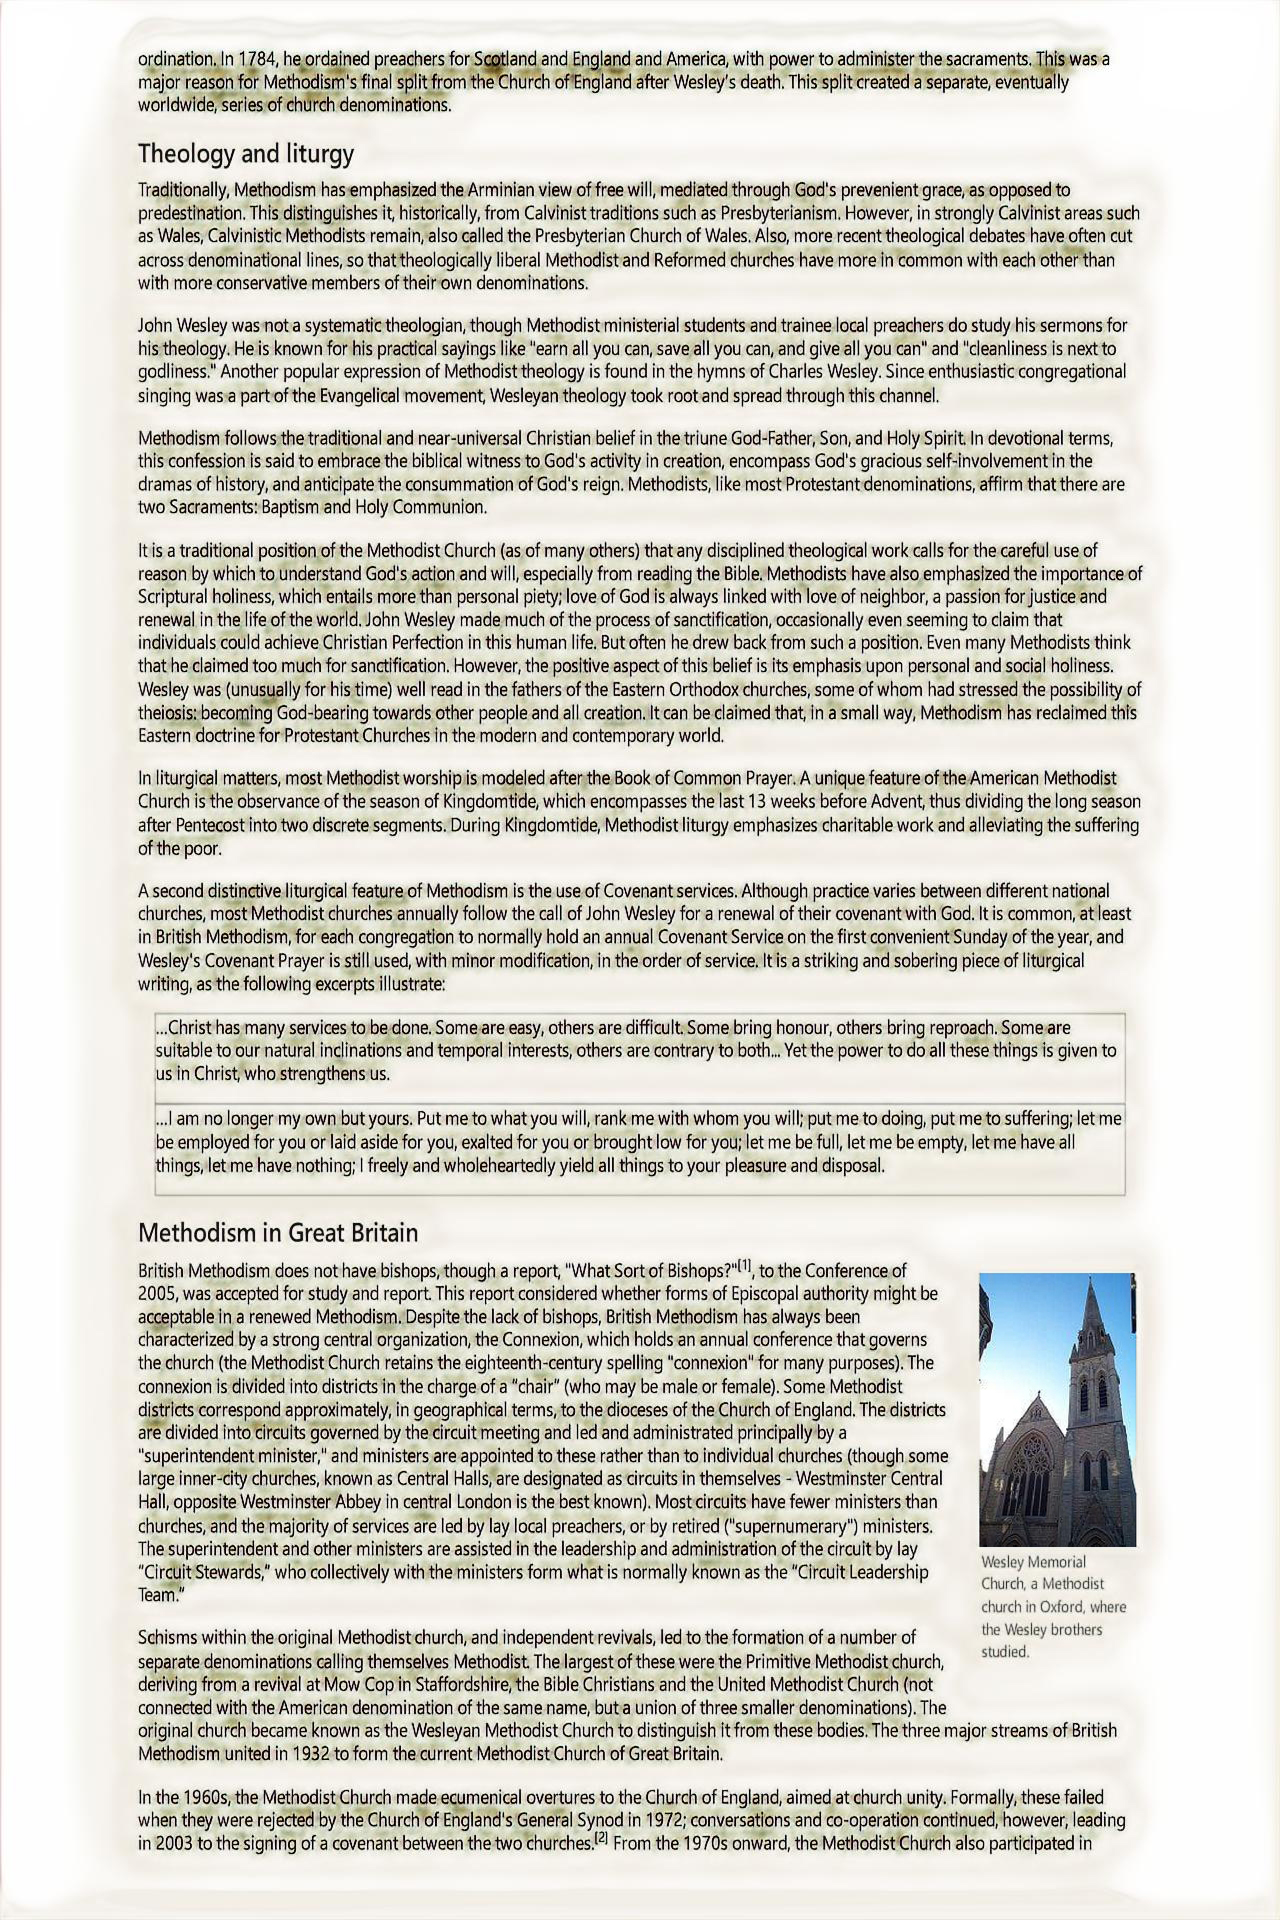 ordination. In 1784, he ordained preachers for Scotland and England and America, with power to administer the sacraments. This was a
major reason for Methodism's final split from the Church of England after Wesley's death. This split created a separate, eventually
worldwide, series of church denominations.
Theology and liturgy
Traditionally, Methodism has emphasized the Arminian view of free will, mediated through God's prevenient grace, as opposed to
predestination. This distinguishes it, historically, from Calvinist traditions such as Presbyterianism. However, in strongly Calvinist areas such
as Wales, Calvinistic Methodists remain, also called the Presbyterian Church of Wales. Also, more recent theological debates have often cut
across denominational lines, so that theologically liberal Methodist and Reformed churches have more in common with each other than
with more conservative members of their own denominations.
John Wesley was not a systematic theologian, though Methodist ministerial students and trainee local preachers do study his sermons for
his theology. He is known for his practical sayings like "earn all you can, save all you can, and give all you can" and "cleanliness is next to
godliness." Another popular expression of Methodist theology is found in the hymns of Charles Wesley. Since enthusiastic congregational
singing was a part of the Evangelical movement, Wesleyan theology took root and spread through this channel.
Methodism follows the traditional and near-universal Christian belief in the triune God-Father, Son, and Holy Spirit. In devotional terms,
this confession is said to embrace the biblical witness to God's activity in creation, encompass God's gracious self-involvement in the
dramas of history, and anticipate the consummation of God's reign. Methodists, like most Protestant denominations, affirm that there are
two Sacraments: Baptism and Holy Communion.
It is a traditional position of the Methodist Church (as of many others) that any disciplined theological work calls for the careful use of
reason by which to understand God's action and will, especially from reading the Bible. Methodists have also emphasized the importance of
Scriptural holiness, which entails more than personal piety; love of God is always linked with love of neighbor, a passion for justice and
renewal in the life of the world. John Wesley made much of the process of sanctification, occasionally even seeming to claim that
individuals could achieve Christian Perfection in this human life. But often he drew back from such a position. Even many Methodists think
that he claimed too much for sanctification. However, the positive aspect of this belief is its emphasis upon personal and social holiness.
Wesley was (unusually for his time) well read in the fathers of the Eastern Orthodox churches, some of whom had stressed the possibility of
theiosis: becoming God-bearing towards other people and all creation. It can be claimed that, in a small way, Methodism has reclaimed this
Eastern doctrine for Protestant Churches in the modern and contemporary world.
In liturgical matters, most Methodist worship is modeled after the Book of Common Prayer. A unique feature of the American Methodist
Church is the observance of the season of Kingdomtide, which encompasses the last 13 weeks before Advent, thus dividing the long season
after Pentecost into two discrete segments. During Kingdomtide, Methodist liturgy emphasizes charitable work and alleviating the suffering
of the poor.
A second distinctive liturgical feature of Methodism is the use of Covenant services. Although practice varies between different national
churches, most Methodist churches annually follow the call of John Wesley for a renewal of their covenant with God. It is common, at least
in British Methodism, for each congregation to normally hold an annual Covenant Service on the first convenient Sunday of the year, and
Wesley's Covenant Prayer is still used, with minor modification, in the order of service. It is a striking and sobering piece of liturgical
writing, as the following excerpts illustrate:
...Christ has many services to be done. Some are easy, others are difficult. Some bring honour, others bring reproach. Some are
suitable to our natural inclinations and temporal interests, others are contrary to both... Yet the power to do all these things is given to
us in Christ, who strengthens us.
...I am no longer my own but yours. Put me to what you will, rank me with whom you will; put me to doing, put me to suffering; let me
be employed for you or laid aside for you, exalted for you or brought low for you; let me be full, let me be empty, let me have all
things, let me have nothing; I freely and wholeheartedly yield all things to your pleasure and disposal.
Methodism in Great Britain
British Methodism does not have bishops, though a report, "What Sort of Bishops?"[1], to the Conference of
2005, was accepted for study and report. This report considered whether forms of Episcopal authority might be
acceptable in a renewed Methodism. Despite the lack of bishops, British Methodism has always been
characterized by a strong central organization, the Connexion, which holds an annual conference that governs
the church (the Methodist Church retains the eighteenth-century spelling "connexion" for many purposes). The
connexion is divided into districts in the charge of a "chair" (who may be male or female). Some Methodist
districts correspond approximately, in geographical terms, to the dioceses of the Church of England. The districts
are divided into circuits governed by the circuit meeting and led and administrated principally by a
"superintendent minister," and ministers are appointed to these rather than to individual churches (though some
large inner-city churches, known as Central Halls, are designated as circuits in themselves - Westminster Central
Hall, opposite Westminster Abbey in central London is the best known). Most circuits have fewer ministers than
churches, and the majority of services are led by lay local preachers, or by retired ("supernumerary") ministers.
The superintendent and other ministers are assisted in the leadership and administration of the circuit by lay
"Circuit Stewards," who collectively with the ministers form what is normally known as the "Circuit Leadership
Team."
Wesley Memorial
Church, a Methodist
church in Oxford, where
the Wesley brothers
studied.
Schisms within the original Methodist church, and independent revivals, led to the formation of a number of
separate denominations calling themselves Methodist. The largest of these were the Primitive Methodist church,
deriving from a revival at Mow Cop in Staffordshire, the Bible Christians and the United Methodist Church (not
connected with the American denomination of the same name, but a union of three smaller denominations). The
original church became known as the Wesleyan Methodist Church to distinguish it from these bodies. The three major streams of British
Methodism united in 1932 to form the current Methodist Church of Great Britain.
In the 1960s, the Methodist Church made ecumenical overtures to the Church of England, aimed at church unity. Formally, these failed
when they were rejected by the Church of England's General Synod in 1972; conversations and co-operation continued, however, leading
in 2003 to the signing of a covenant between the two churches.[2] From the 1970s onward, the Methodist Church also participated in